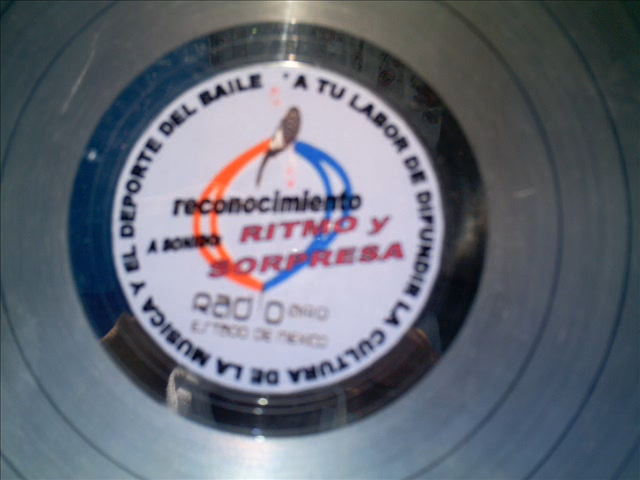 * A TU LABOR DE DIFUNDIR LA CULTURA DE LA MUSICA Y EL DEPORTE DEL BAILE
reconocimiento
A SONIDO: RITMO y
SORPRESA
Radio
ESTADO DE MEXICO